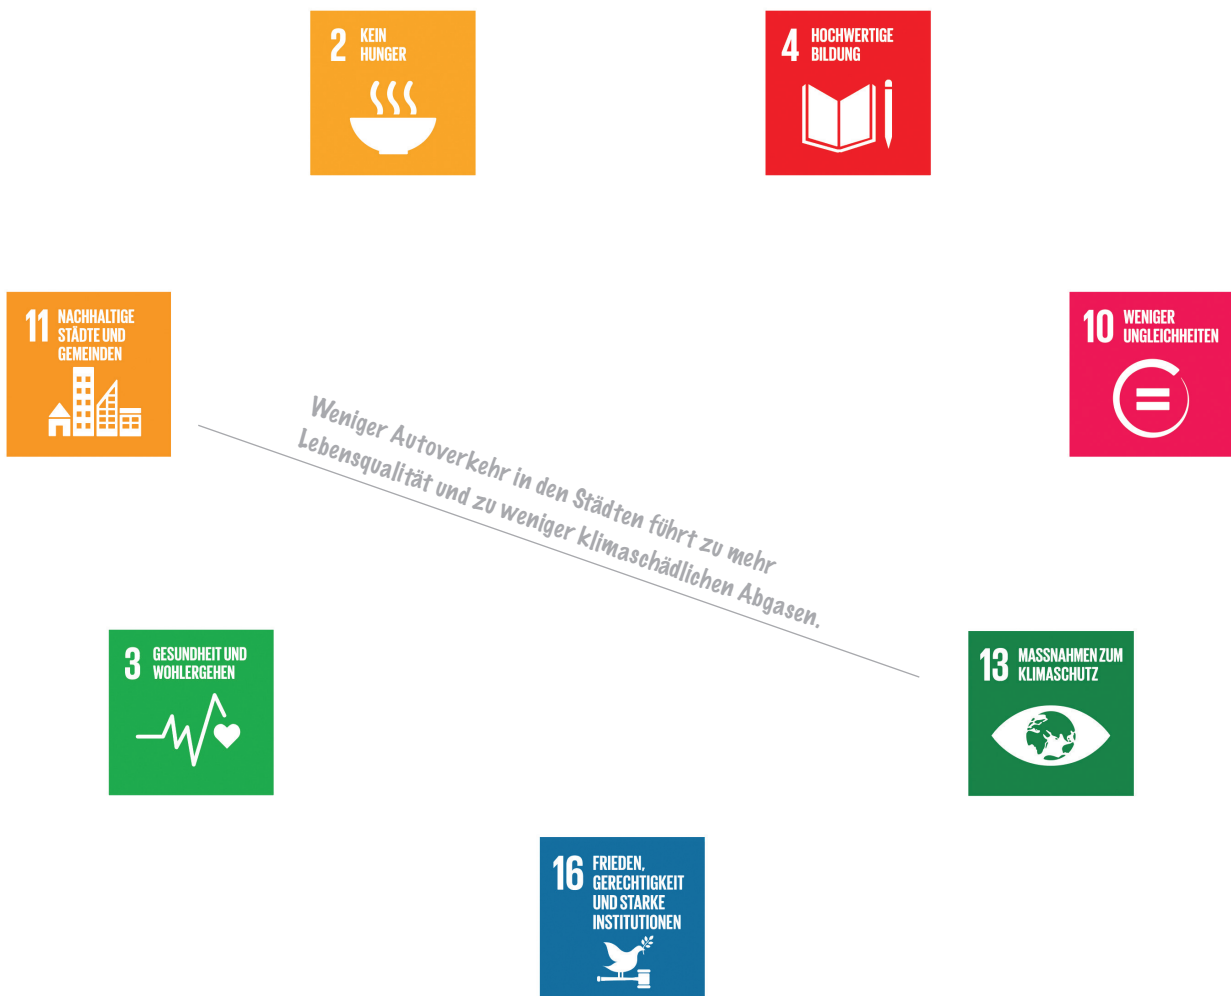 2 KEIN
HUNGER
4 HOCHWERTIGE
BILDUNG
11 NACHHALTIGE
STÄDTE UND
GEMEINDEN
10 WENIGER
UNGLEICHHEITEN
Weniger Autoverkehr in den Städten führt zu mehr
Lebensqualität und zu weniger klimaschädlichen Abgasen.
3 GESUNDHEIT UND
WOHLERGEHEN
13 MASSNAHMEN ZUM
KLIMASCHUTZ
16 FRIEDEN,
GERECHTIGKEIT
UND STARKE
INSTITUTIONEN